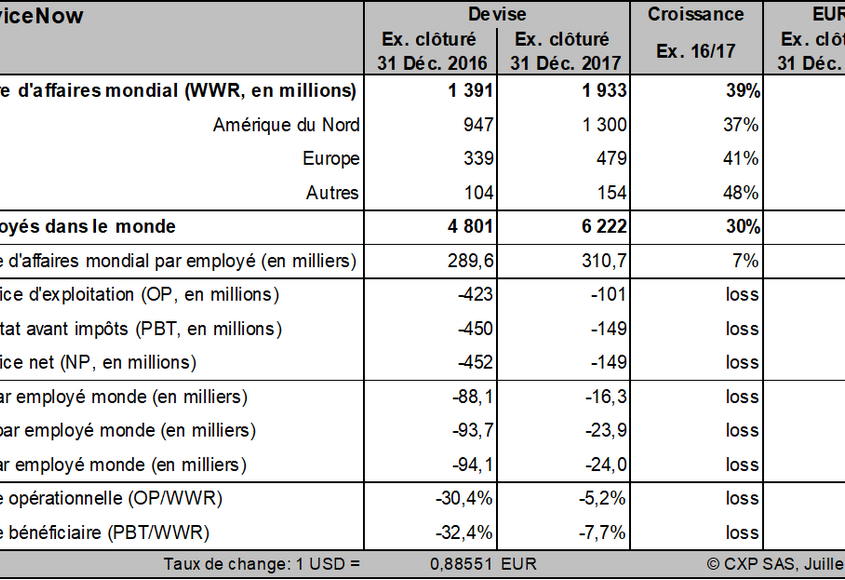 viceNow Devise Croissance EUR
Ex. clôturé Ex. clôturé Ex. 16/17 Ex. clôt
31 Déc. 2016 31 Déc. 2017 31 Déc.
e d'affaires mondial (WWR, en millions) 1 391 1 933 39%
Amérique du Nord 947 1 300 37%
Europe 339 479 41%
Autres 104 154 48%
oyés dans le monde 4 801 6 222 30%
e d'affaires mondial par employé (en milliers) 289,6 310,7 7%
ice d'exploitation (OP, en millions) -423 -101 loss
tat avant impôts (PBT, en millions) -450 -149 loss
ice net (NP, en millions) -452 -149 loss
ar employé monde (en milliers) -88,1 -16,3 loss
par employé monde (en milliers) -93,7 -23,9 loss
ar employé monde (en milliers) -94,1 -24,0 loss
e opérationnelle (OP/WWR) -30,4% -5,2% loss
e bénéficiaire (PBT/WWR) -32,4% -7,7% loss
Taux de change: 1 USD = 0,88551 EUR © CXP SAS, Juille